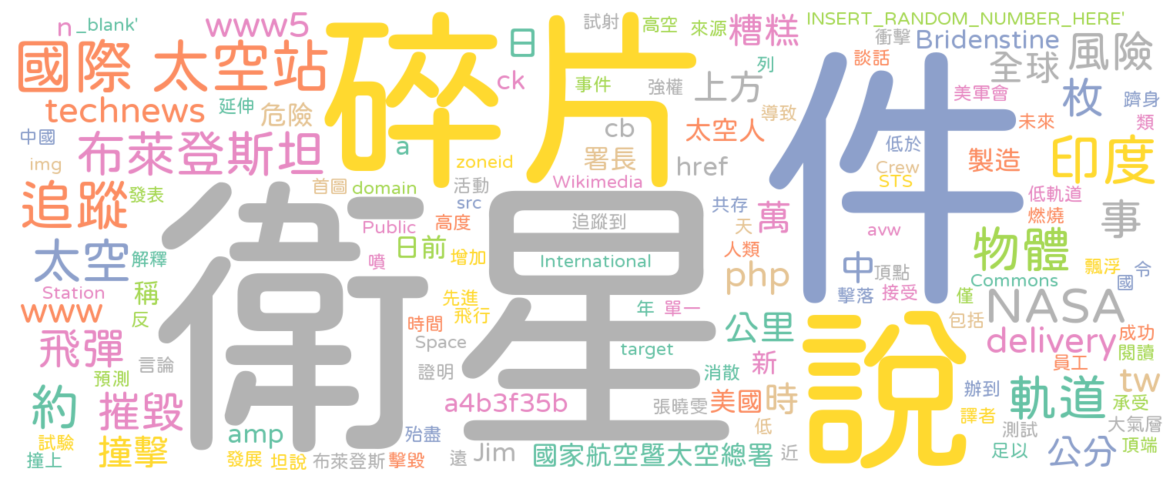 n
_blank'
www5
國際 太空站
technews
延伸
危險
中國
布萊登斯坦
img
追蹤
發表
首圖
domain
碎片
ck
日
試射
高空
來源
糟糕
事件
強權
上方
列
導致
cb
太空人
a
zoneid
署長
href
Wikimedia
活動
src
INSERT_RANDOM_NUMBER_HERE'
衝擊
Bridenstine
談話
全球
風險
美軍會
枚
躋身
類
未來
低於
製造
印度
Crew
STS
低軌道
燃燒
件
共存
萬
天
人類
avw
事
太空
解釋
Station
www
稱
反
飛彈
預測
言論
約
摧毀
試驗
撞上
撞擊
衛星
追蹤到
Public
高度
噴
日前
增加
International
先進
飛行
年
單一
時間
Space
證明
target
消散
a4b3f35b
張曉雯
amp
殆盡
發展
坦說
布萊登斯
擊毀
遠
Jim
國家航空暨太空總署
近
php
中
頂點
擊落
接受
物體
飄浮
國
令
Commons
僅
NASA
包括
公里
新
delivery
成功
閱讀
員工
美國
時
低
說
辦到
軌道
tw
承受
譯者
測試
大氣層
足以
公分
頂端